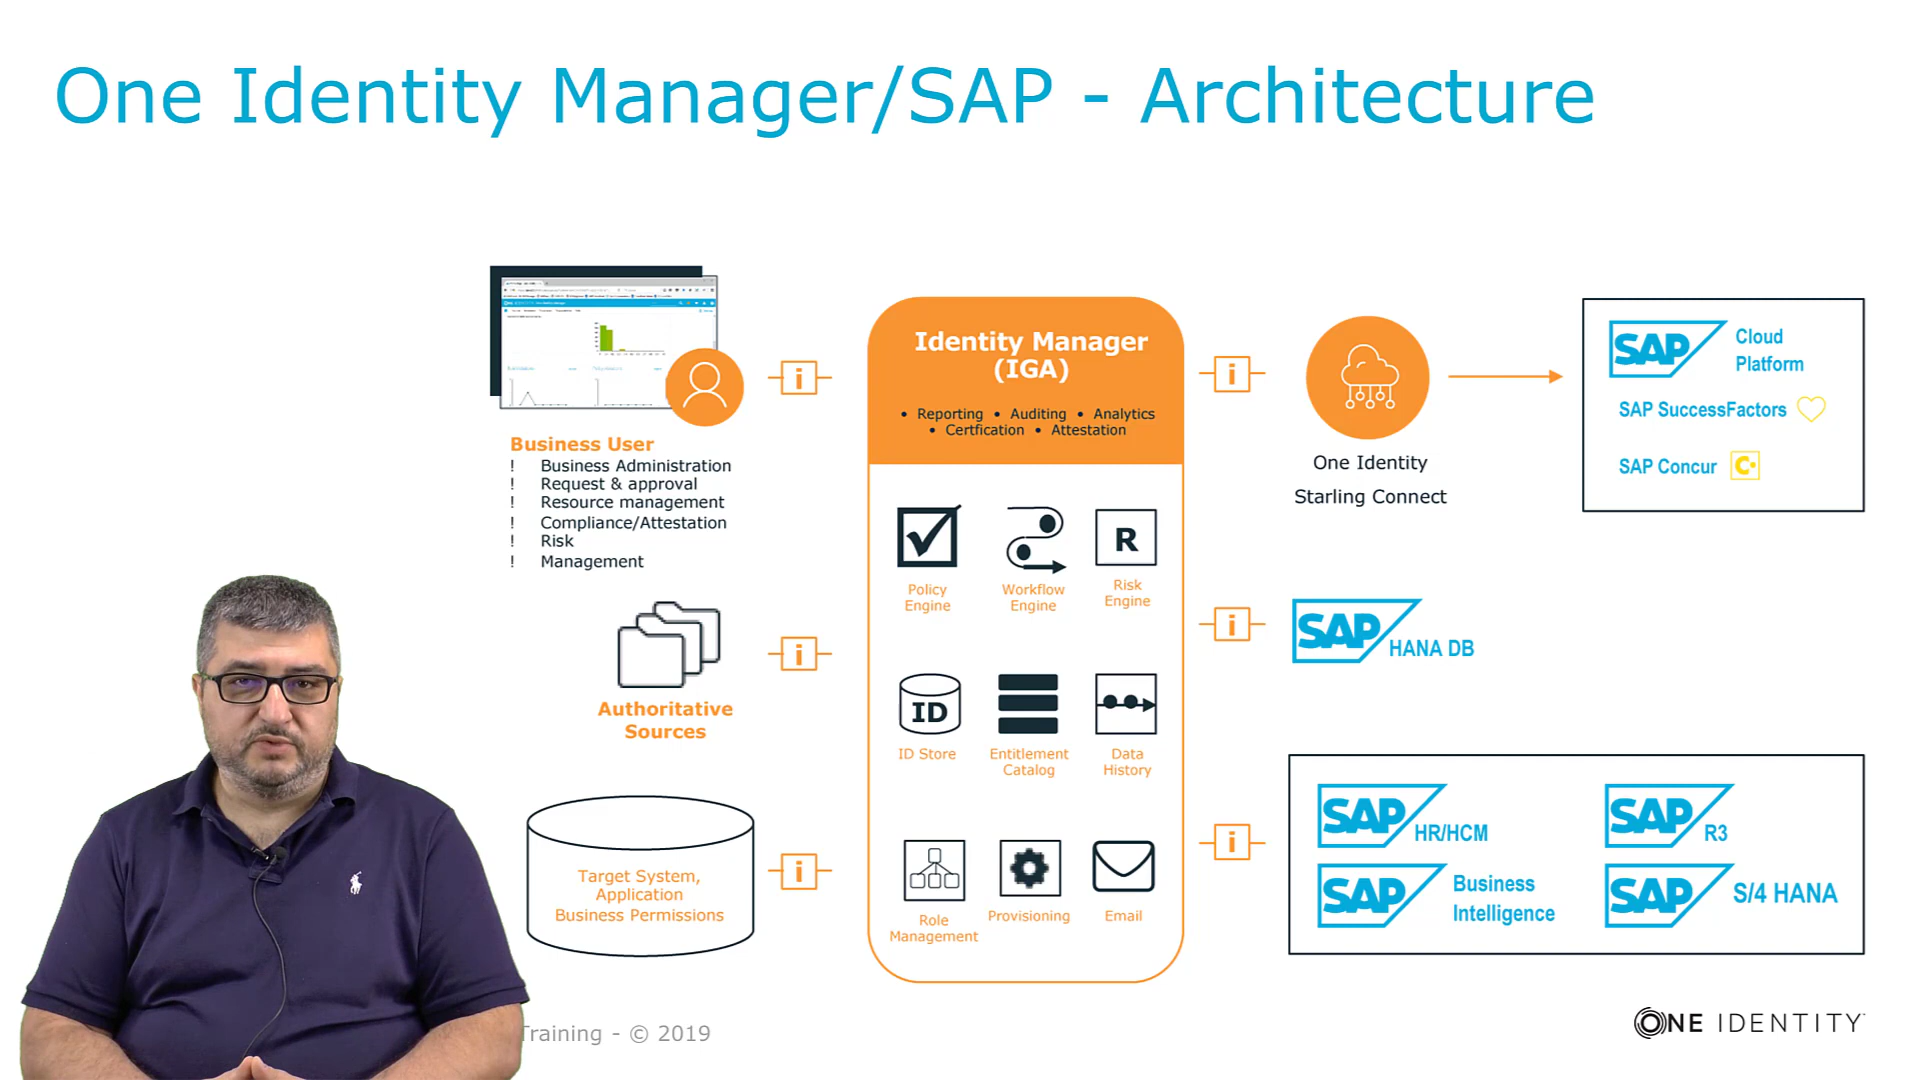 One Identity Manager/SAP - Architecture
Business User
! Business Administration
! Request & approval
! Resource management
! Compliance/Attestation
! Risk
! Management
Authoritative
Sources
Target System,
Application
Business Permissions
i
i
i
Identity Manager
(IGA)
• Reporting • Auditing • Analytics
• Certfication • Attestation
R
Policy
Engine
Workflow
Engine
Risk
Engine
ID
ID Store
Entitlement
Catalog
Data
History
Role
Management
Provisioning
Email
i
i
i
One Identity
Starling Connect
SAP Cloud
Platform
SAP SuccessFactors
SAP Concur C
SAP HANA DB
SAP HR/HCM
SAP R3
SAP Business
Intelligence
SAP S/4 HANA
Training - © 2019
ONE IDENTITY